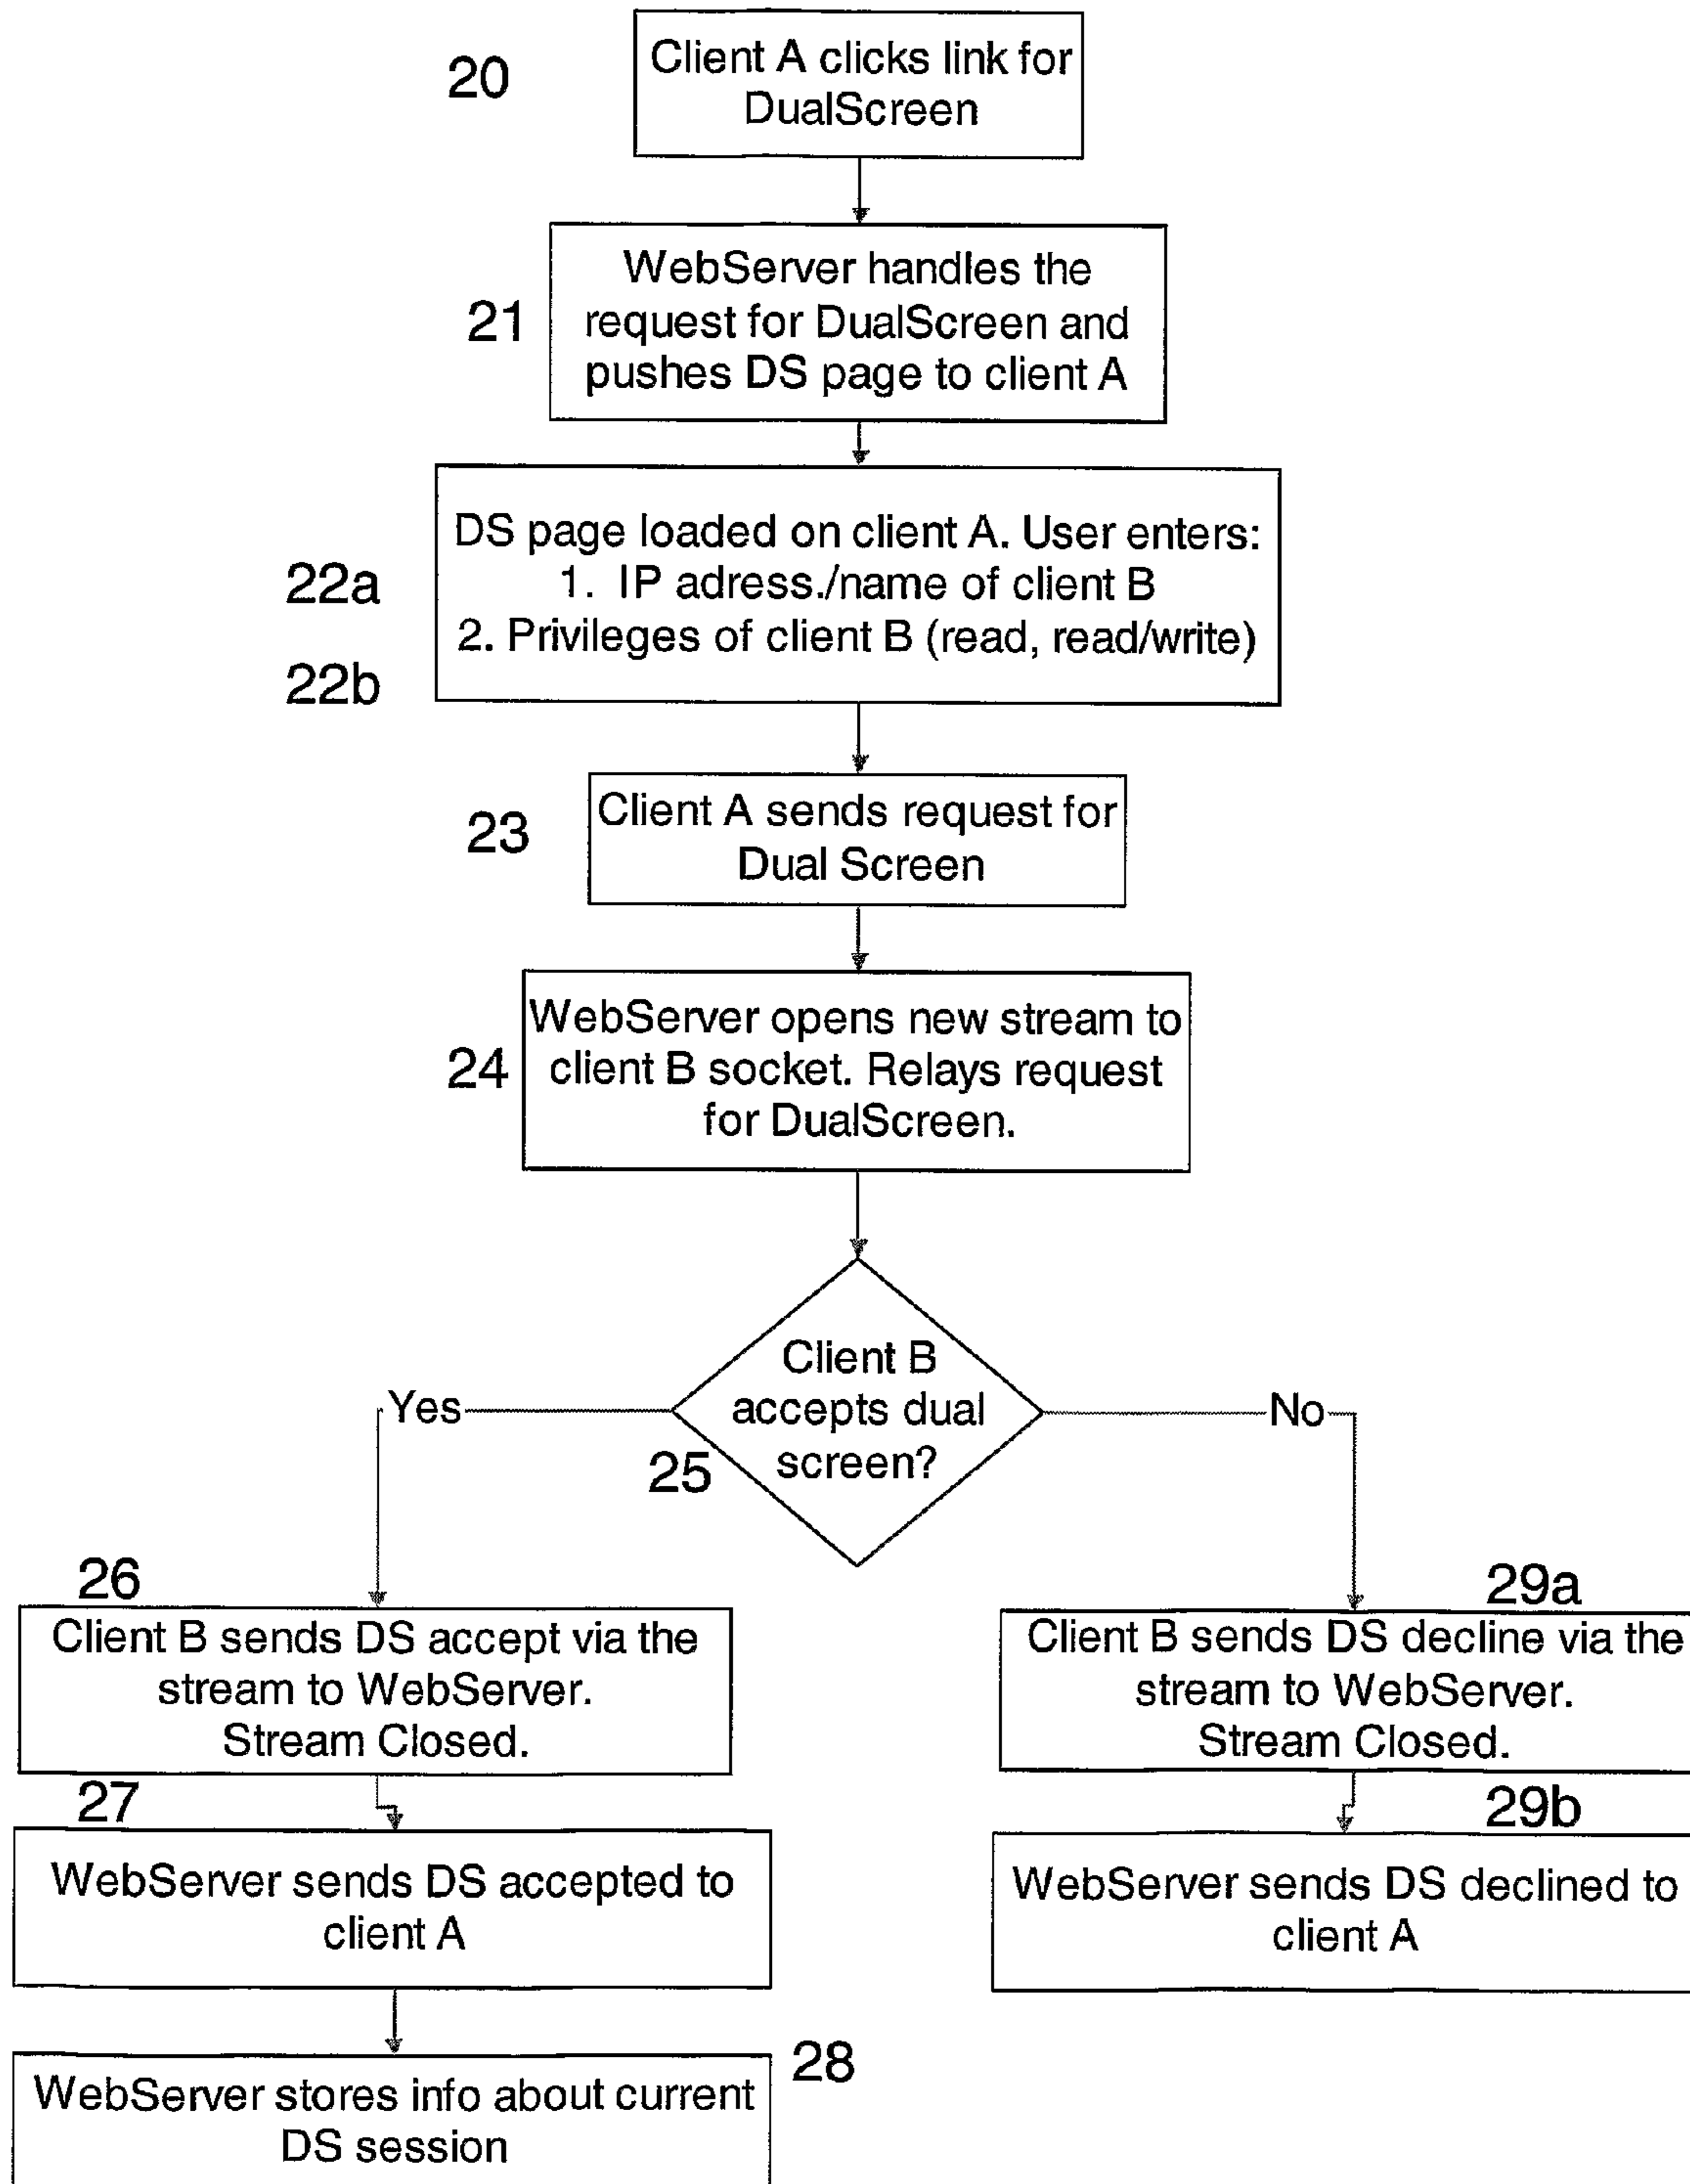 20
Client A clicks link for
DualScreen
21
WebServer handles the
request for DualScreen and
pushes DS page to client A
22a
22b
DS page loaded on client A. User enters:
1. IP adress./name of client B
2. Privileges of client B (read, read/write)
23
Client A sends request for
Dual Screen
24
WebServer opens new stream to
client B socket. Relays request
for DualScreen.
25
Client B
accepts dual
screen?
Yes
No
26
Client B sends DS accept via the
stream to WebServer.
Stream Closed.
29a
Client B sends DS decline via the
stream to WebServer.
Stream Closed.
27
WebServer sends DS accepted to
client A
29b
WebServer sends DS declined to
client A
28
WebServer stores info about current
DS session